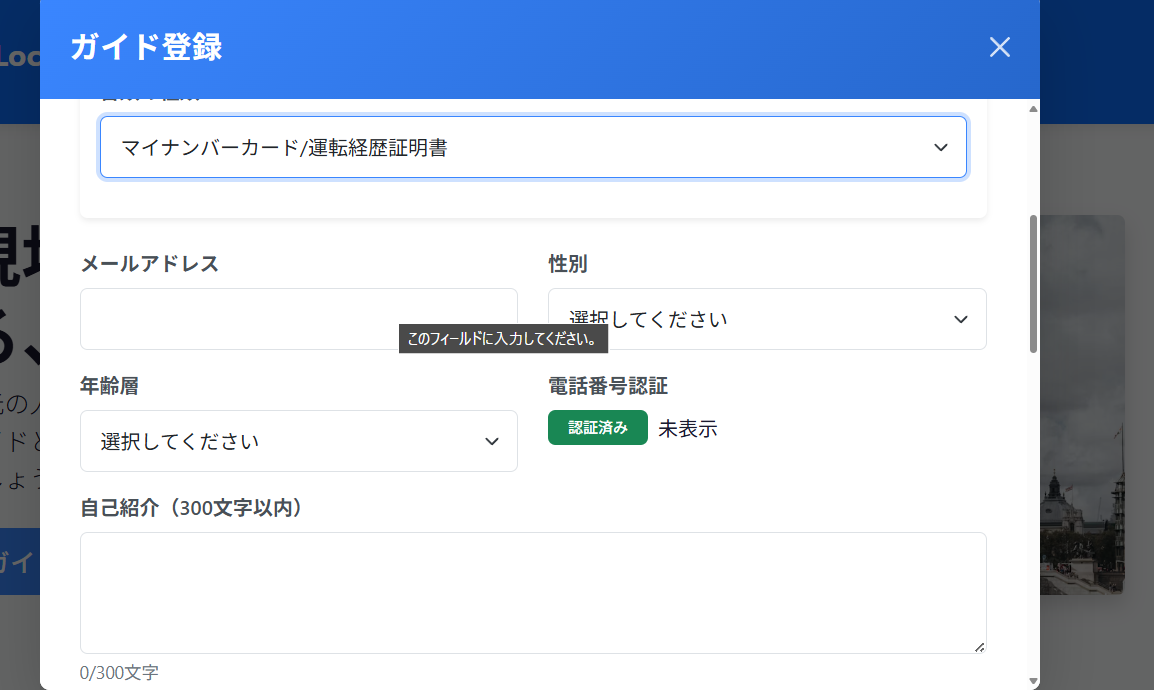 ガイド登録
Loc
マイナンバーカード/運転経歴証明書
メールアドレス
性別
選択してください
このフィールドに入力してください。
年齢層
電話番号認証
選択してください
認証済み 未表示
自己紹介（300文字以内）
0/300文字
ガイ